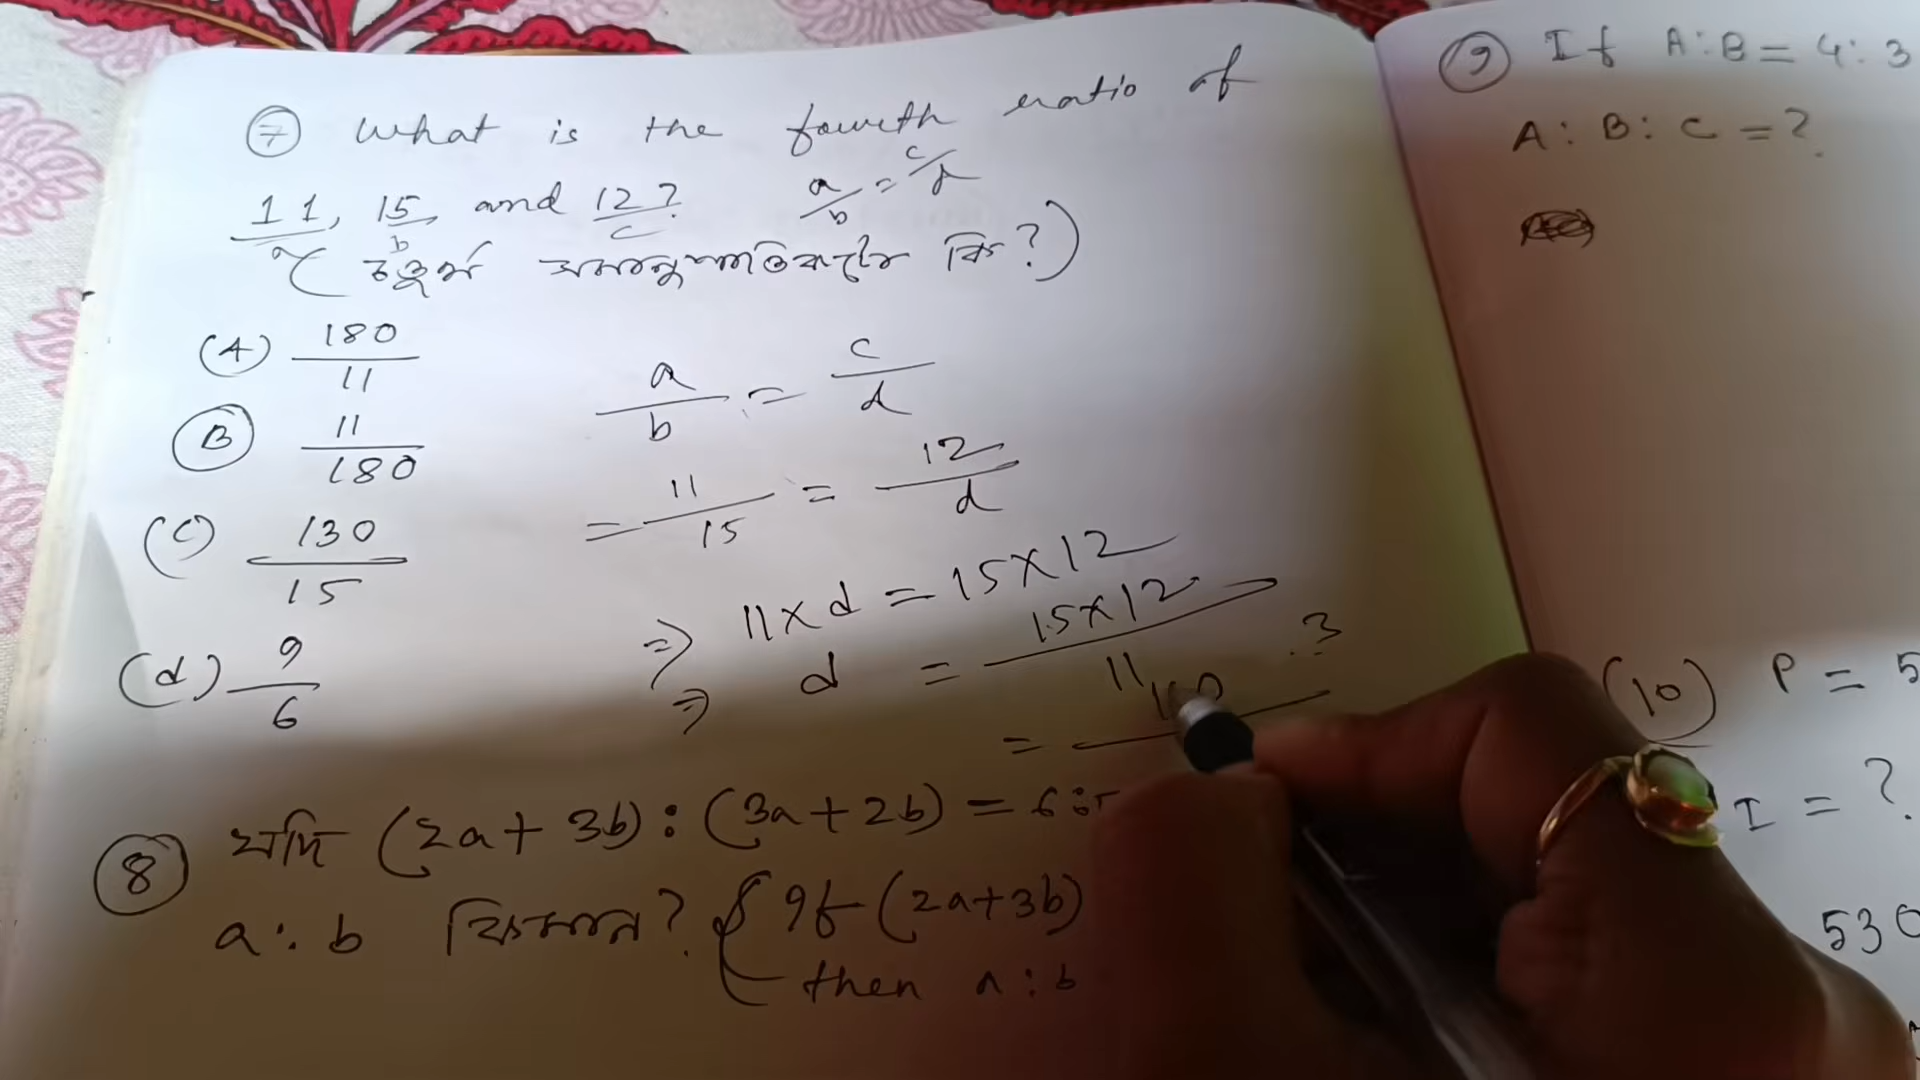 ⑦ What is the fourth ratio of
11, 15 and 12? a/b = c/d
a b c
( চতুর্থ সমানুপাতিকটি কি? )
(A) 180/11
Ⓑ 11/180
(C) 130/15
(d) 9/6
a/b = c/d
= 11/15 = 12/d
⇒ 11 x d = 15 x 12
⇒ d = 15 x 12/11
=
⑧ যদি (2a + 3b) : (3a + 2b) = 6:
a : b কিমান? { If (2a+3b)
then a : b
⑨ If A:B = 4:3
A : B : C = ?
(10) P = 5
I = ?
530